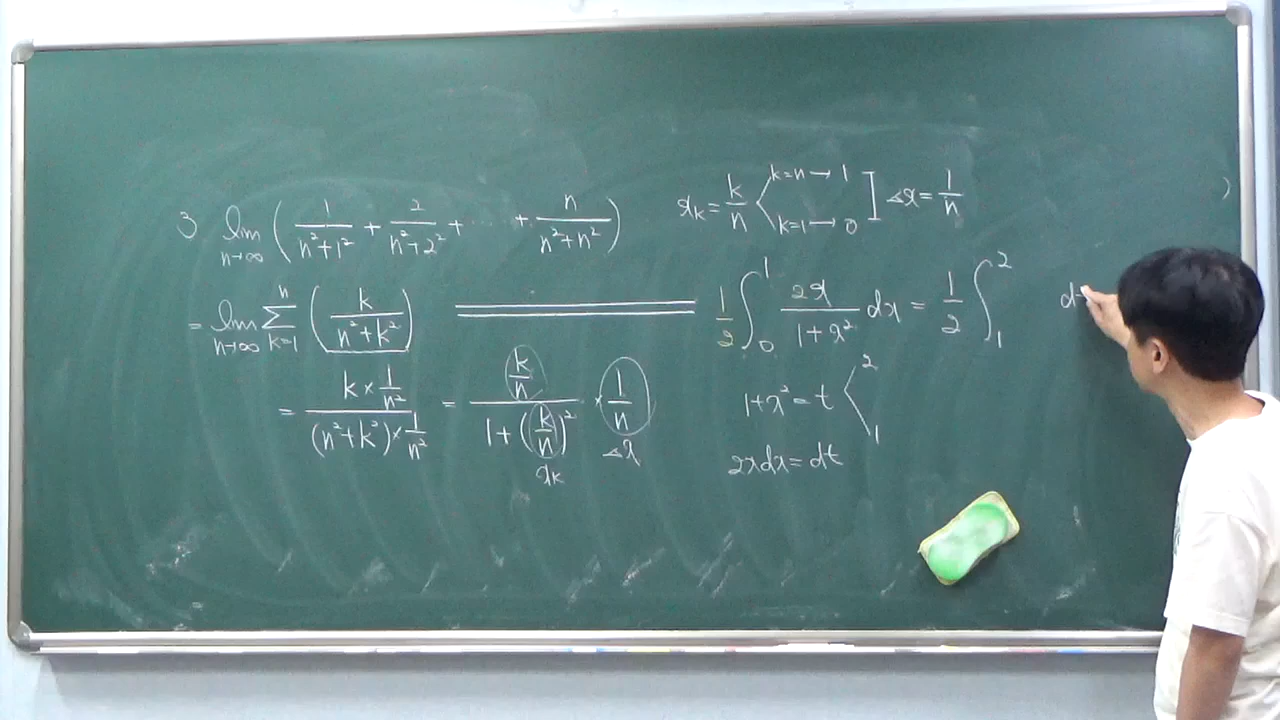 3) lim n→∞ ( 1/(n²+1²) + 2/(n²+2²) + ... + n/(n²+n²) )
x_k = k/n < k=n → 1, k=1 → 0 ] Δx = 1/n
= lim n→∞ Σ k=1 n ( k/(n²+k²) ) ═══ 1/2 ∫₀¹ 2x/(1+x²) dx = 1/2 ∫₁² d
= (k × 1/n²)/((n²+k²) × 1/n²) = (k/n)/(1+(k/n)²) × 1/n
x_k Δx
1+x² = t < 2, 1
2xdx = dt